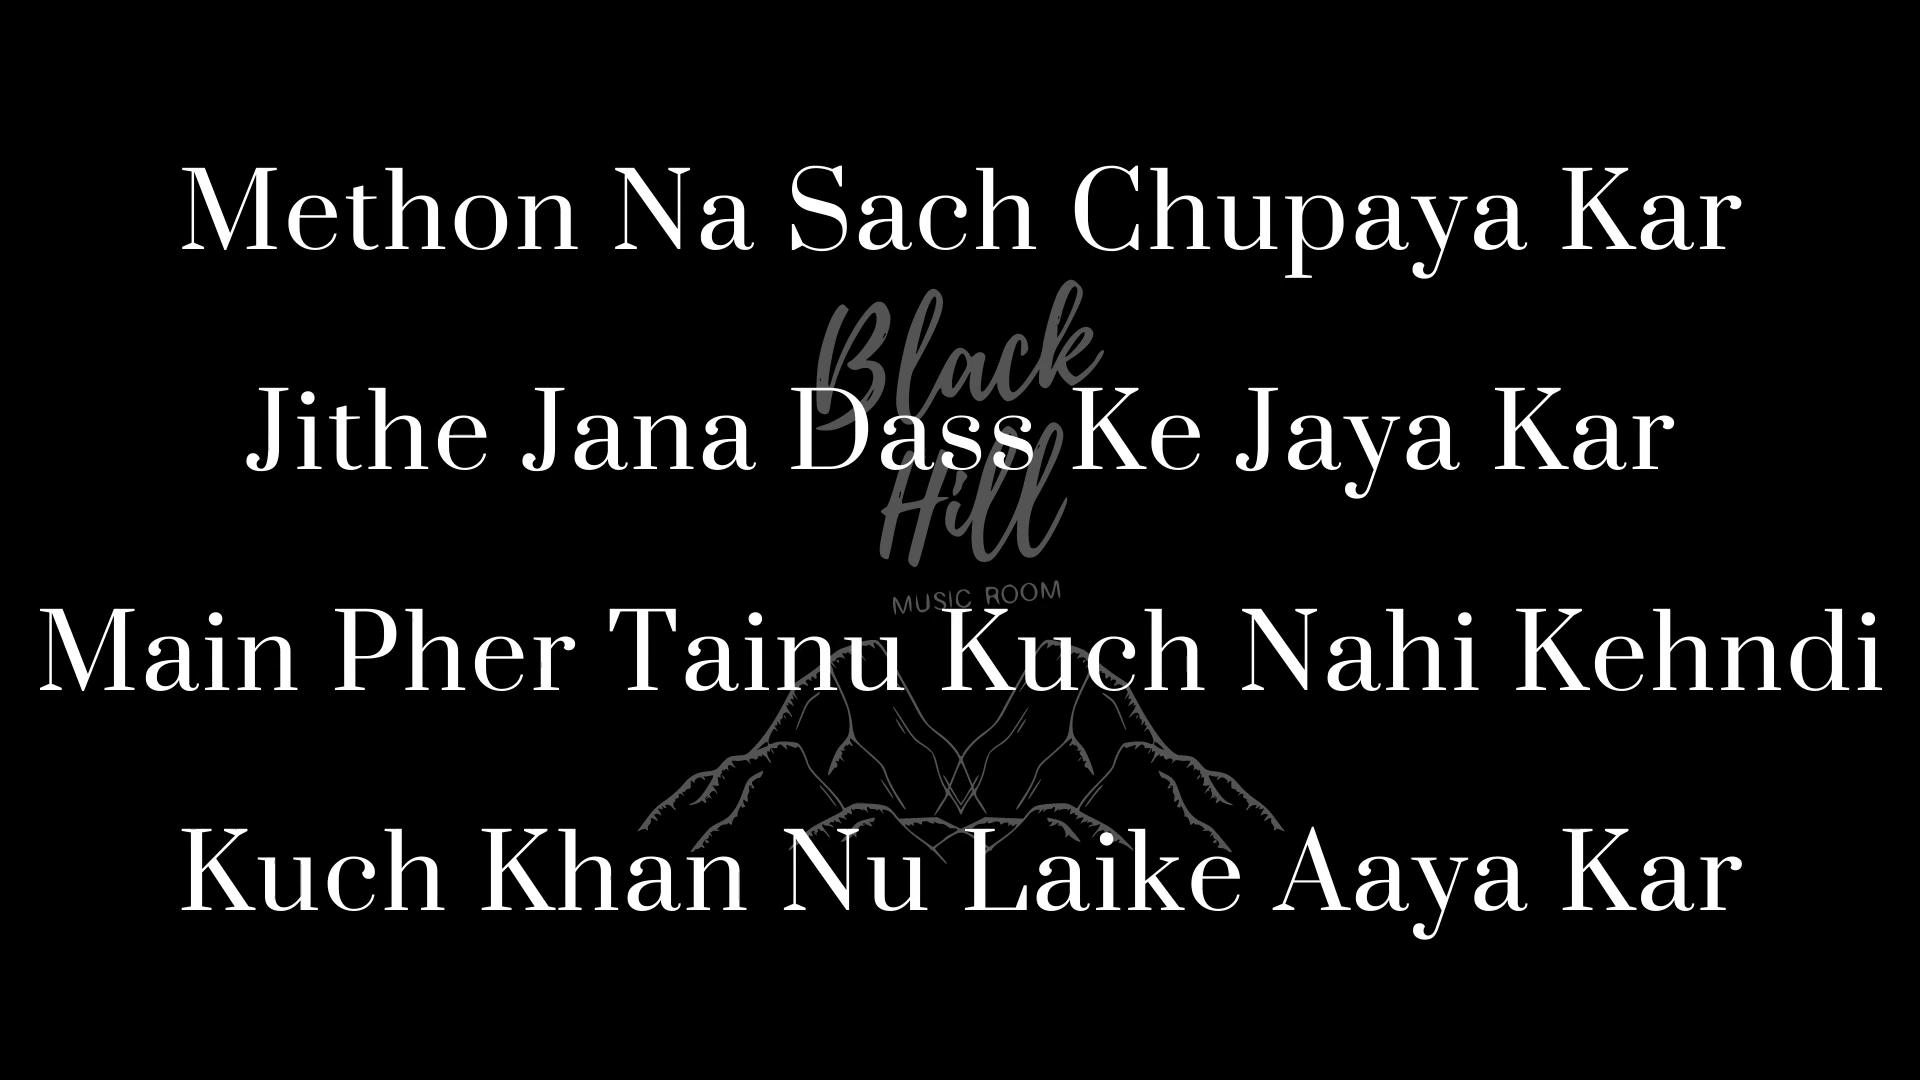 Methon Na Sach Chupaya Kar
Black
Jithe Jana Dass Ke Jaya Kar
Hill
MUSIC ROOM
Main Pher Tainu Kuch Nahi Kehndi
Kuch Khan Nu Laike Aaya Kar